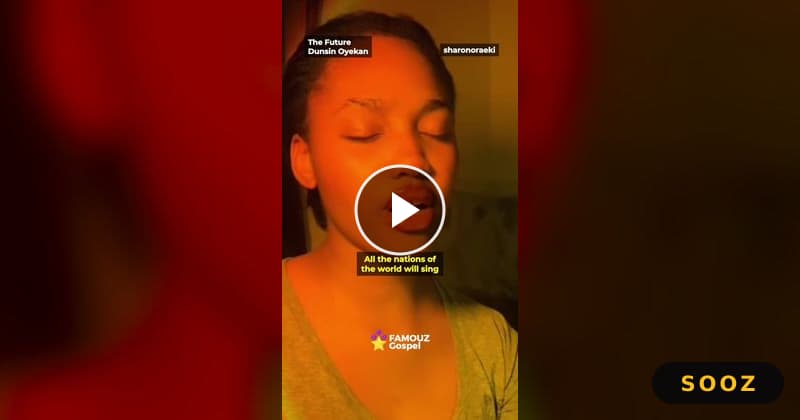 The Future
Dunsin Oyekan
sharonoraeki
All the nations of
the world will sing
FAMOUZ
Gospel
SOOZ